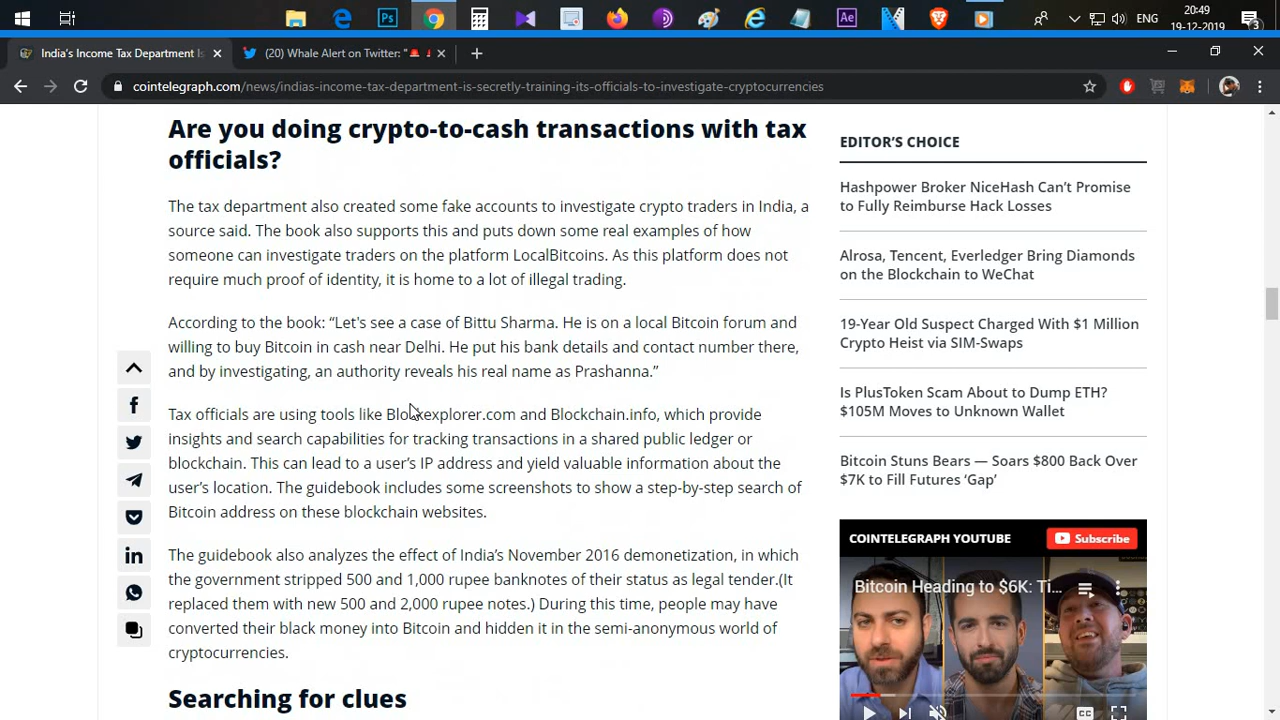 20:49
ENG
19-12-2019
3
India's Income Tax Department Is
(20) Whale Alert on Twitter: "
cointelegraph.com/news/indias-income-tax-department-is-secretly-training-its-officials-to-investigate-cryptocurrencies
Are you doing crypto-to-cash transactions with tax
officials?
The tax department also created some fake accounts to investigate crypto traders in India, a
source said. The book also supports this and puts down some real examples of how
someone can investigate traders on the platform LocalBitcoins. As this platform does not
require much proof of identity, it is home to a lot of illegal trading.
According to the book: “Let's see a case of Bittu Sharma. He is on a local Bitcoin forum and
willing to buy Bitcoin in cash near Delhi. He put his bank details and contact number there,
and by investigating, an authority reveals his real name as Prashanna.”
Tax officials are using tools like Blockexplorer.com and Blockchain.info, which provide
insights and search capabilities for tracking transactions in a shared public ledger or
blockchain. This can lead to a user’s IP address and yield valuable information about the
user’s location. The guidebook includes some screenshots to show a step-by-step search of
Bitcoin address on these blockchain websites.
The guidebook also analyzes the effect of India’s November 2016 demonetization, in which
the government stripped 500 and 1,000 rupee banknotes of their status as legal tender.(It
replaced them with new 500 and 2,000 rupee notes.) During this time, people may have
converted their black money into Bitcoin and hidden it in the semi-anonymous world of
cryptocurrencies.
Searching for clues
EDITOR’S CHOICE
Hashpower Broker NiceHash Can’t Promise
to Fully Reimburse Hack Losses
Alrosa, Tencent, Everledger Bring Diamonds
on the Blockchain to WeChat
19-Year Old Suspect Charged With $1 Million
Crypto Heist via SIM-Swaps
Is PlusToken Scam About to Dump ETH?
$105M Moves to Unknown Wallet
Bitcoin Stuns Bears — Soars $800 Back Over
$7K to Fill Futures ‘Gap’
COINTELEGRAPH YOUTUBE
Subscribe
Bitcoin Heading to $6K: Ti...